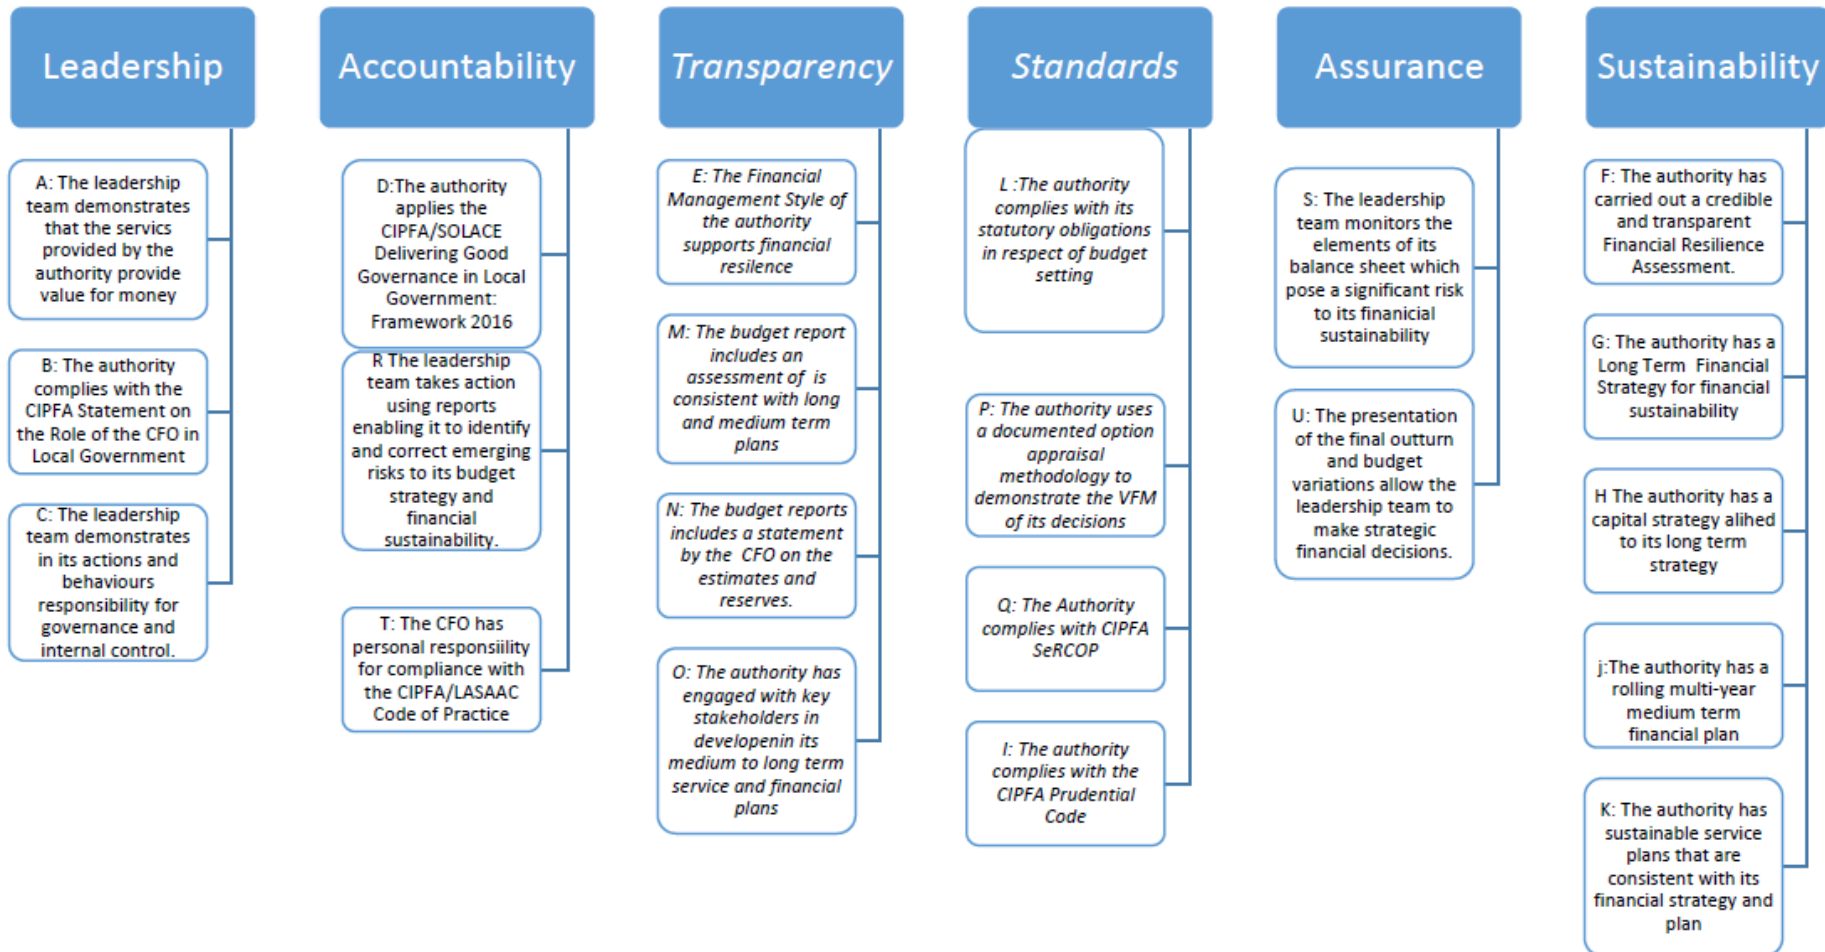 Leadership
A: The leadership
team demonstrates
that the servics
provided by the
authority provide
value for money
B: The authority
complies with the
CIPFA Statement on
the Role of the CFO in
Local Government
C: The leadership
team demonstrates
in its actions and
behaviours
responsibility for
governance and
internal control.
Accountability
D:The authority
applies the
CIPFA/SOLACE
Delivering Good
Governance in Local
Government:
Framework 2016
R The leadership
team takes action
using reports
enabling it to identify
and correct emerging
risks to its budget
strategy and
financial
sustainability.
T: The CFO has
personal responsiility
for compliance with
the CIPFA/LASAAC
Code of Practice
Transparency
E: The Financial
Management Style of
the authority
supports financial
resilence
M: The budget report
includes an
assessment of is
consistent with long
and medium term
plans
N: The budget reports
includes a statement
by the CFO on the
estimates and
reserves.
O: The authority has
engaged with key
stakeholders in
developenin its
medium to long term
service and financial
plans
Standards
L :The authority
complies with its
statutory obligations
in respect of budget
setting
P: The authority uses
a documented option
appraisal
methodology to
demonstrate the VFM
of its decisions
Q: The Authority
complies with CIPFA
SeRCOP
I: The authority
complies with the
CIPFA Prudential
Code
Assurance
S: The leadership
team monitors the
elements of its
balance sheet which
pose a significant risk
to its finanicial
sustainability
U: The presentation
of the final outturn
and budget
variations allow the
leadership team to
make strategic
financial decisions.
Sustainability
F: The authority has
carried out a credible
and transparent
Financial Resilience
Assessment.
G: The authority has a
Long Term Financial
Strategy for financial
sustainability
H The authority has a
capital strategy alihed
to its long term
strategy
j:The authority has a
rolling multi-year
medium term
financial plan
K: The authority has
sustainable service
plans that are
consistent with its
financial strategy and
plan